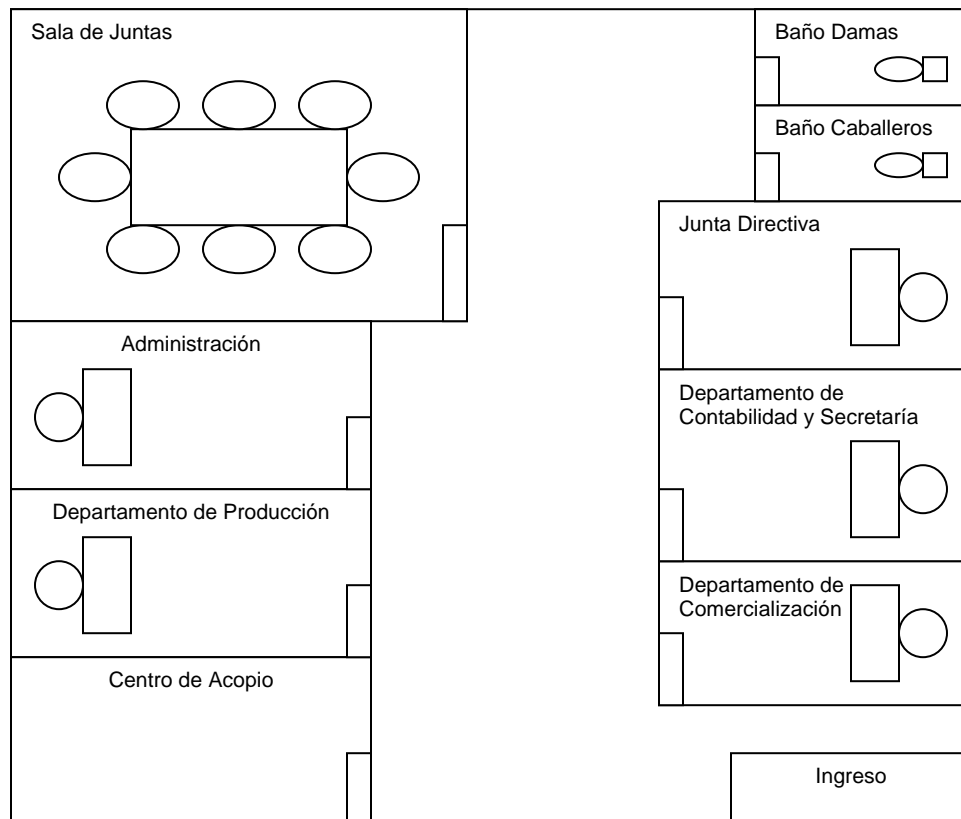 Sala de Juntas
Baño Damas
Baño Caballeros
Junta Directiva
Administración
Departamento de
Contabilidad y Secretaría
Departamento de Producción
Departamento de
Comercialización
Centro de Acopio
Ingreso